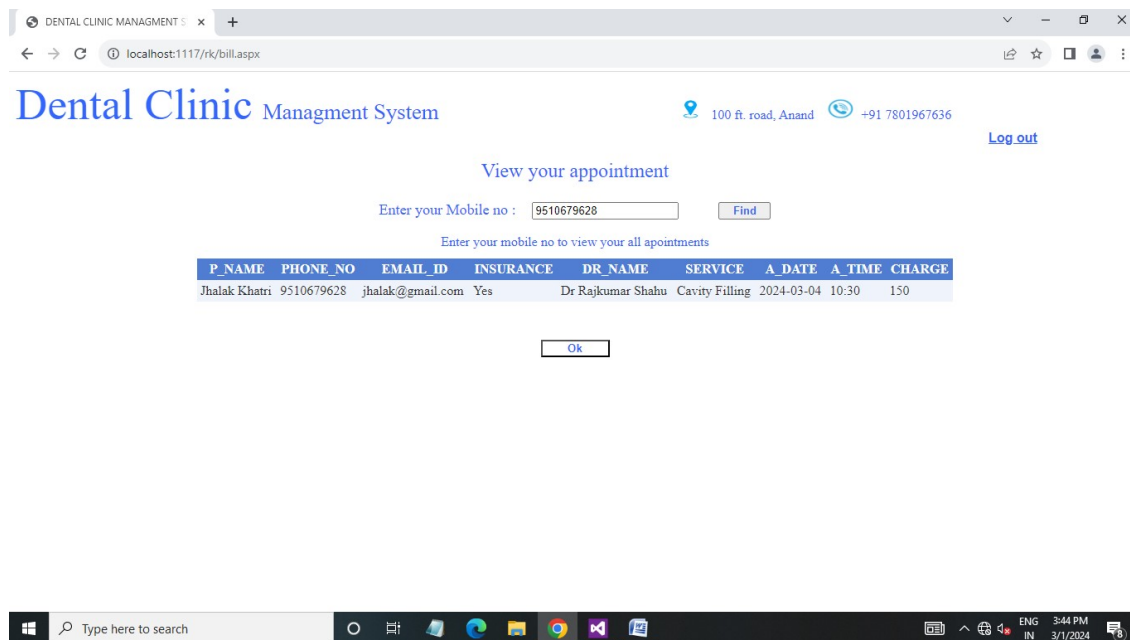 DENTAL CLINIC MANAGMENT S
localhost:1117/rk/bill.aspx
Dental Clinic Managment System
100 ft. road, Anand
+91 7801967636
Log out
View your appointment
Enter your Mobile no : 9510679628 Find
Enter your mobile no to view your all apointments
P_NAME PHONE_NO EMAIL_ID INSURANCE DR_NAME SERVICE A_DATE A_TIME CHARGE
Jhalak Khatri 9510679628 jhalak@gmail.com Yes Dr Rajkumar Shahu Cavity Filling 2024-03-04 10:30 150
Ok
Type here to search
ENG 3:44 PM
IN 3/1/2024
8